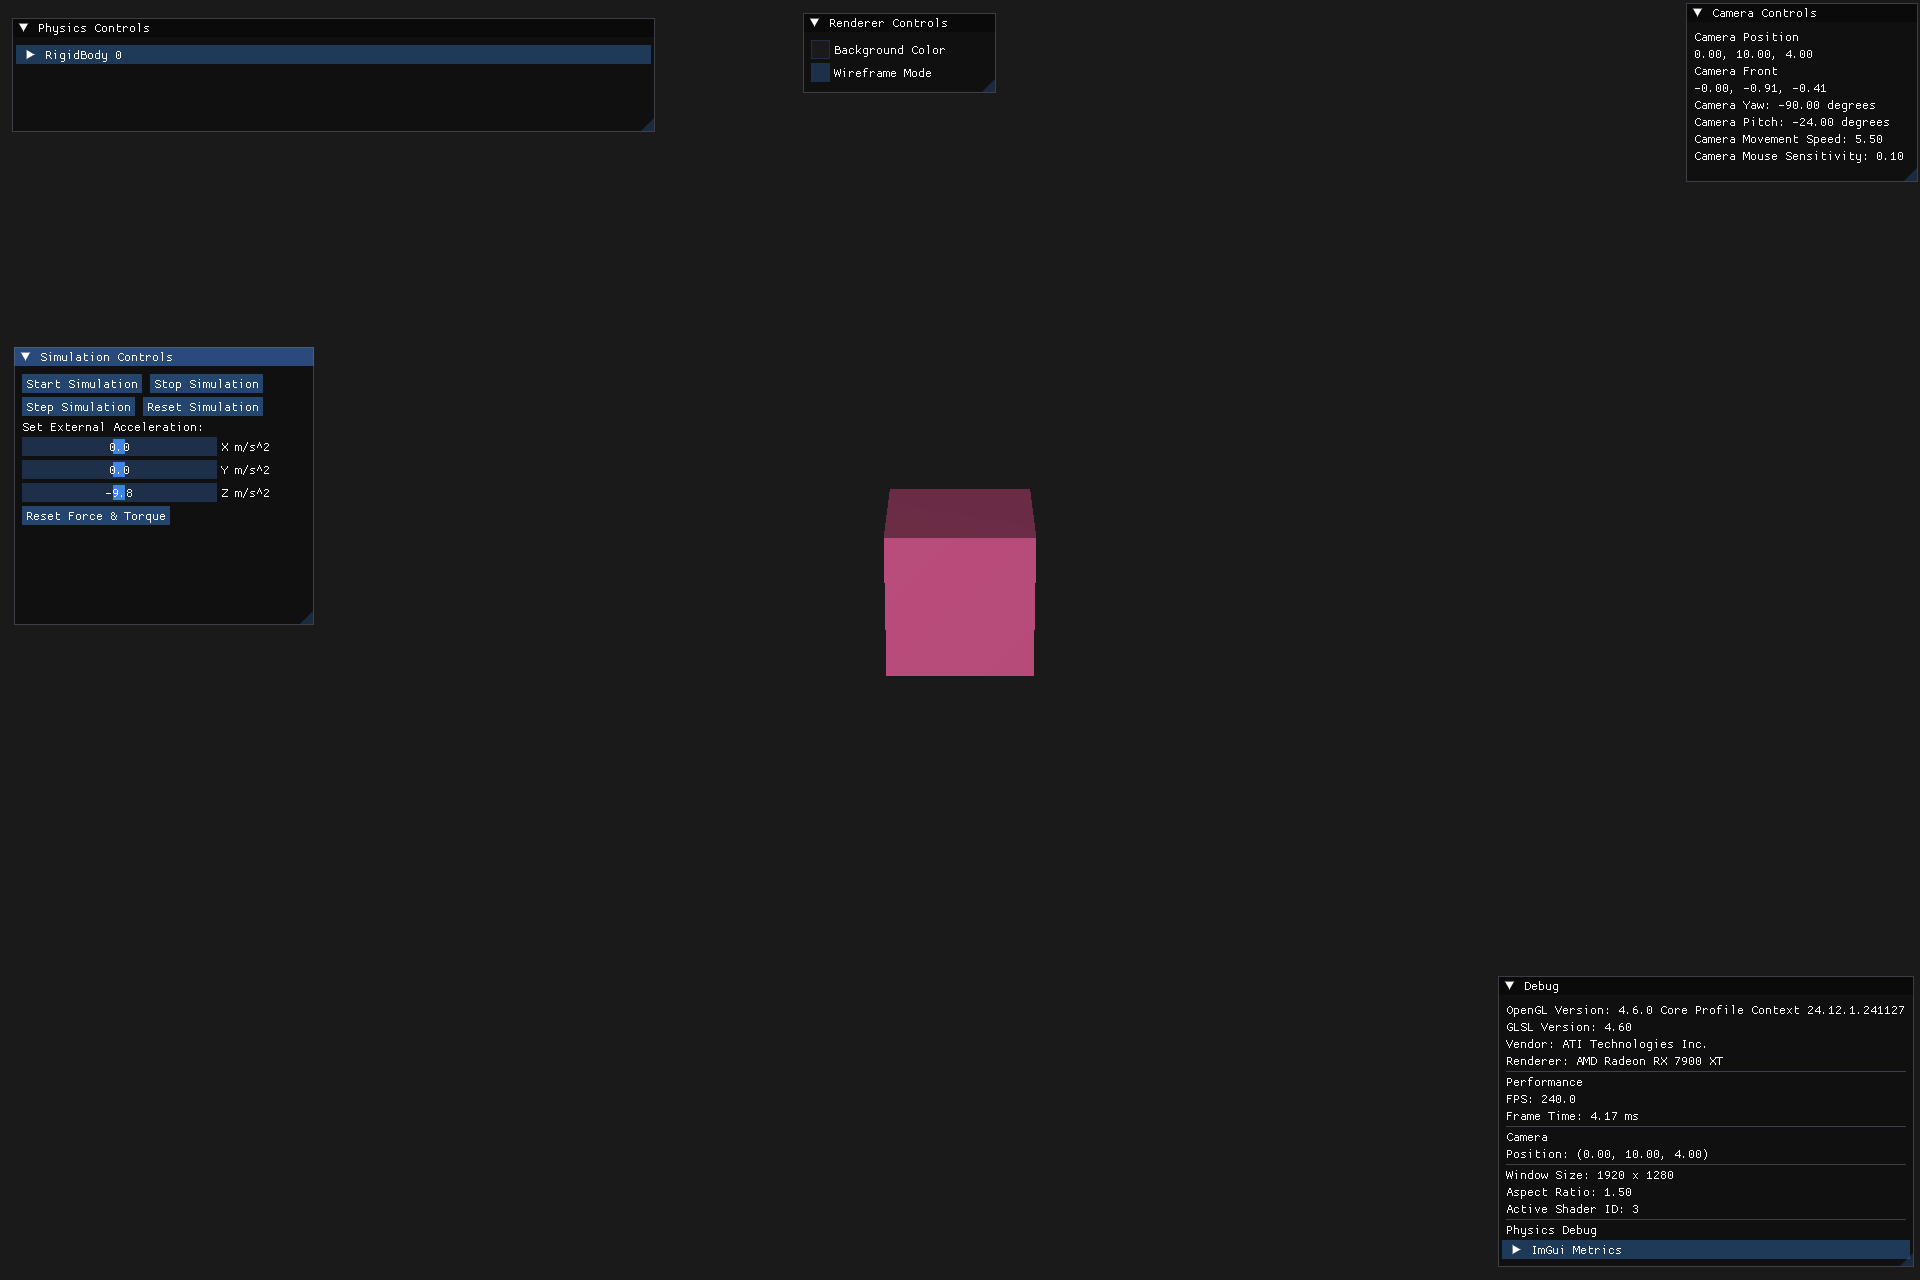 Physics Controls
RigidBody 0
Renderer Controls
Background Color
Wireframe Mode
Camera Controls
Camera Position
0.00, 10.00, 4.00
Camera Front
-0.00, -0.91, -0.41
Camera Yaw: -90.00 degrees
Camera Pitch: -24.00 degrees
Camera Movement Speed: 5.50
Camera Mouse Sensitivity: 0.10
Simulation Controls
Start Simulation Stop Simulation
Step Simulation Reset Simulation
Set External Acceleration:
0.0 X m/s^2
0.0 Y m/s^2
-9.8 Z m/s^2
Reset Force & Torque
Debug
OpenGL Version: 4.6.0 Core Profile Context 24.12.1.241127
GLSL Version: 4.60
Vendor: ATI Technologies Inc.
Renderer: AMD Radeon RX 7900 XT
Performance
FPS: 240.0
Frame Time: 4.17 ms
Camera
Position: (0.00, 10.00, 4.00)
Window Size: 1920 x 1280
Aspect Ratio: 1.50
Active Shader ID: 3
Physics Debug
ImGui Metrics